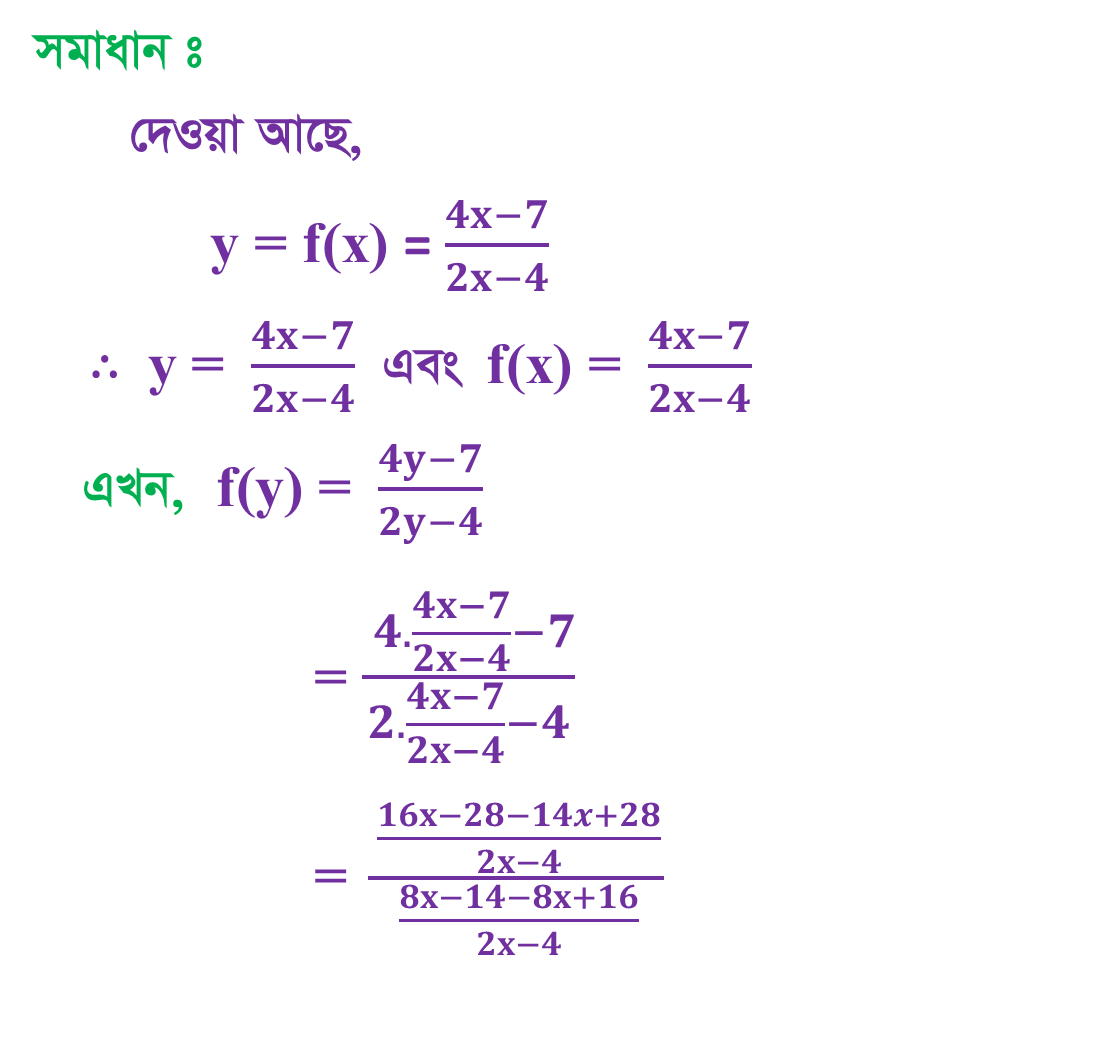 সমাধান ঃ
দেওয়া আছে,
y = f(x) = (4x−7)/(2x−4)
∴ y = (4x−7)/(2x−4) এবং f(x) = (4x−7)/(2x−4)
এখন, f(y) = (4y−7)/(2y−4)
= (4.(4x−7)/(2x−4)−7)/(2.(4x−7)/(2x−4)−4)
= ((16x−28−14x+28)/(2x−4))/((8x−14−8x+16)/(2x−4))